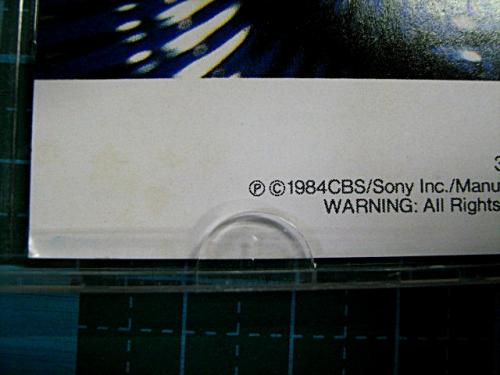 3
℗ ©1984CBS/Sony Inc./Manu
WARNING: All Rights